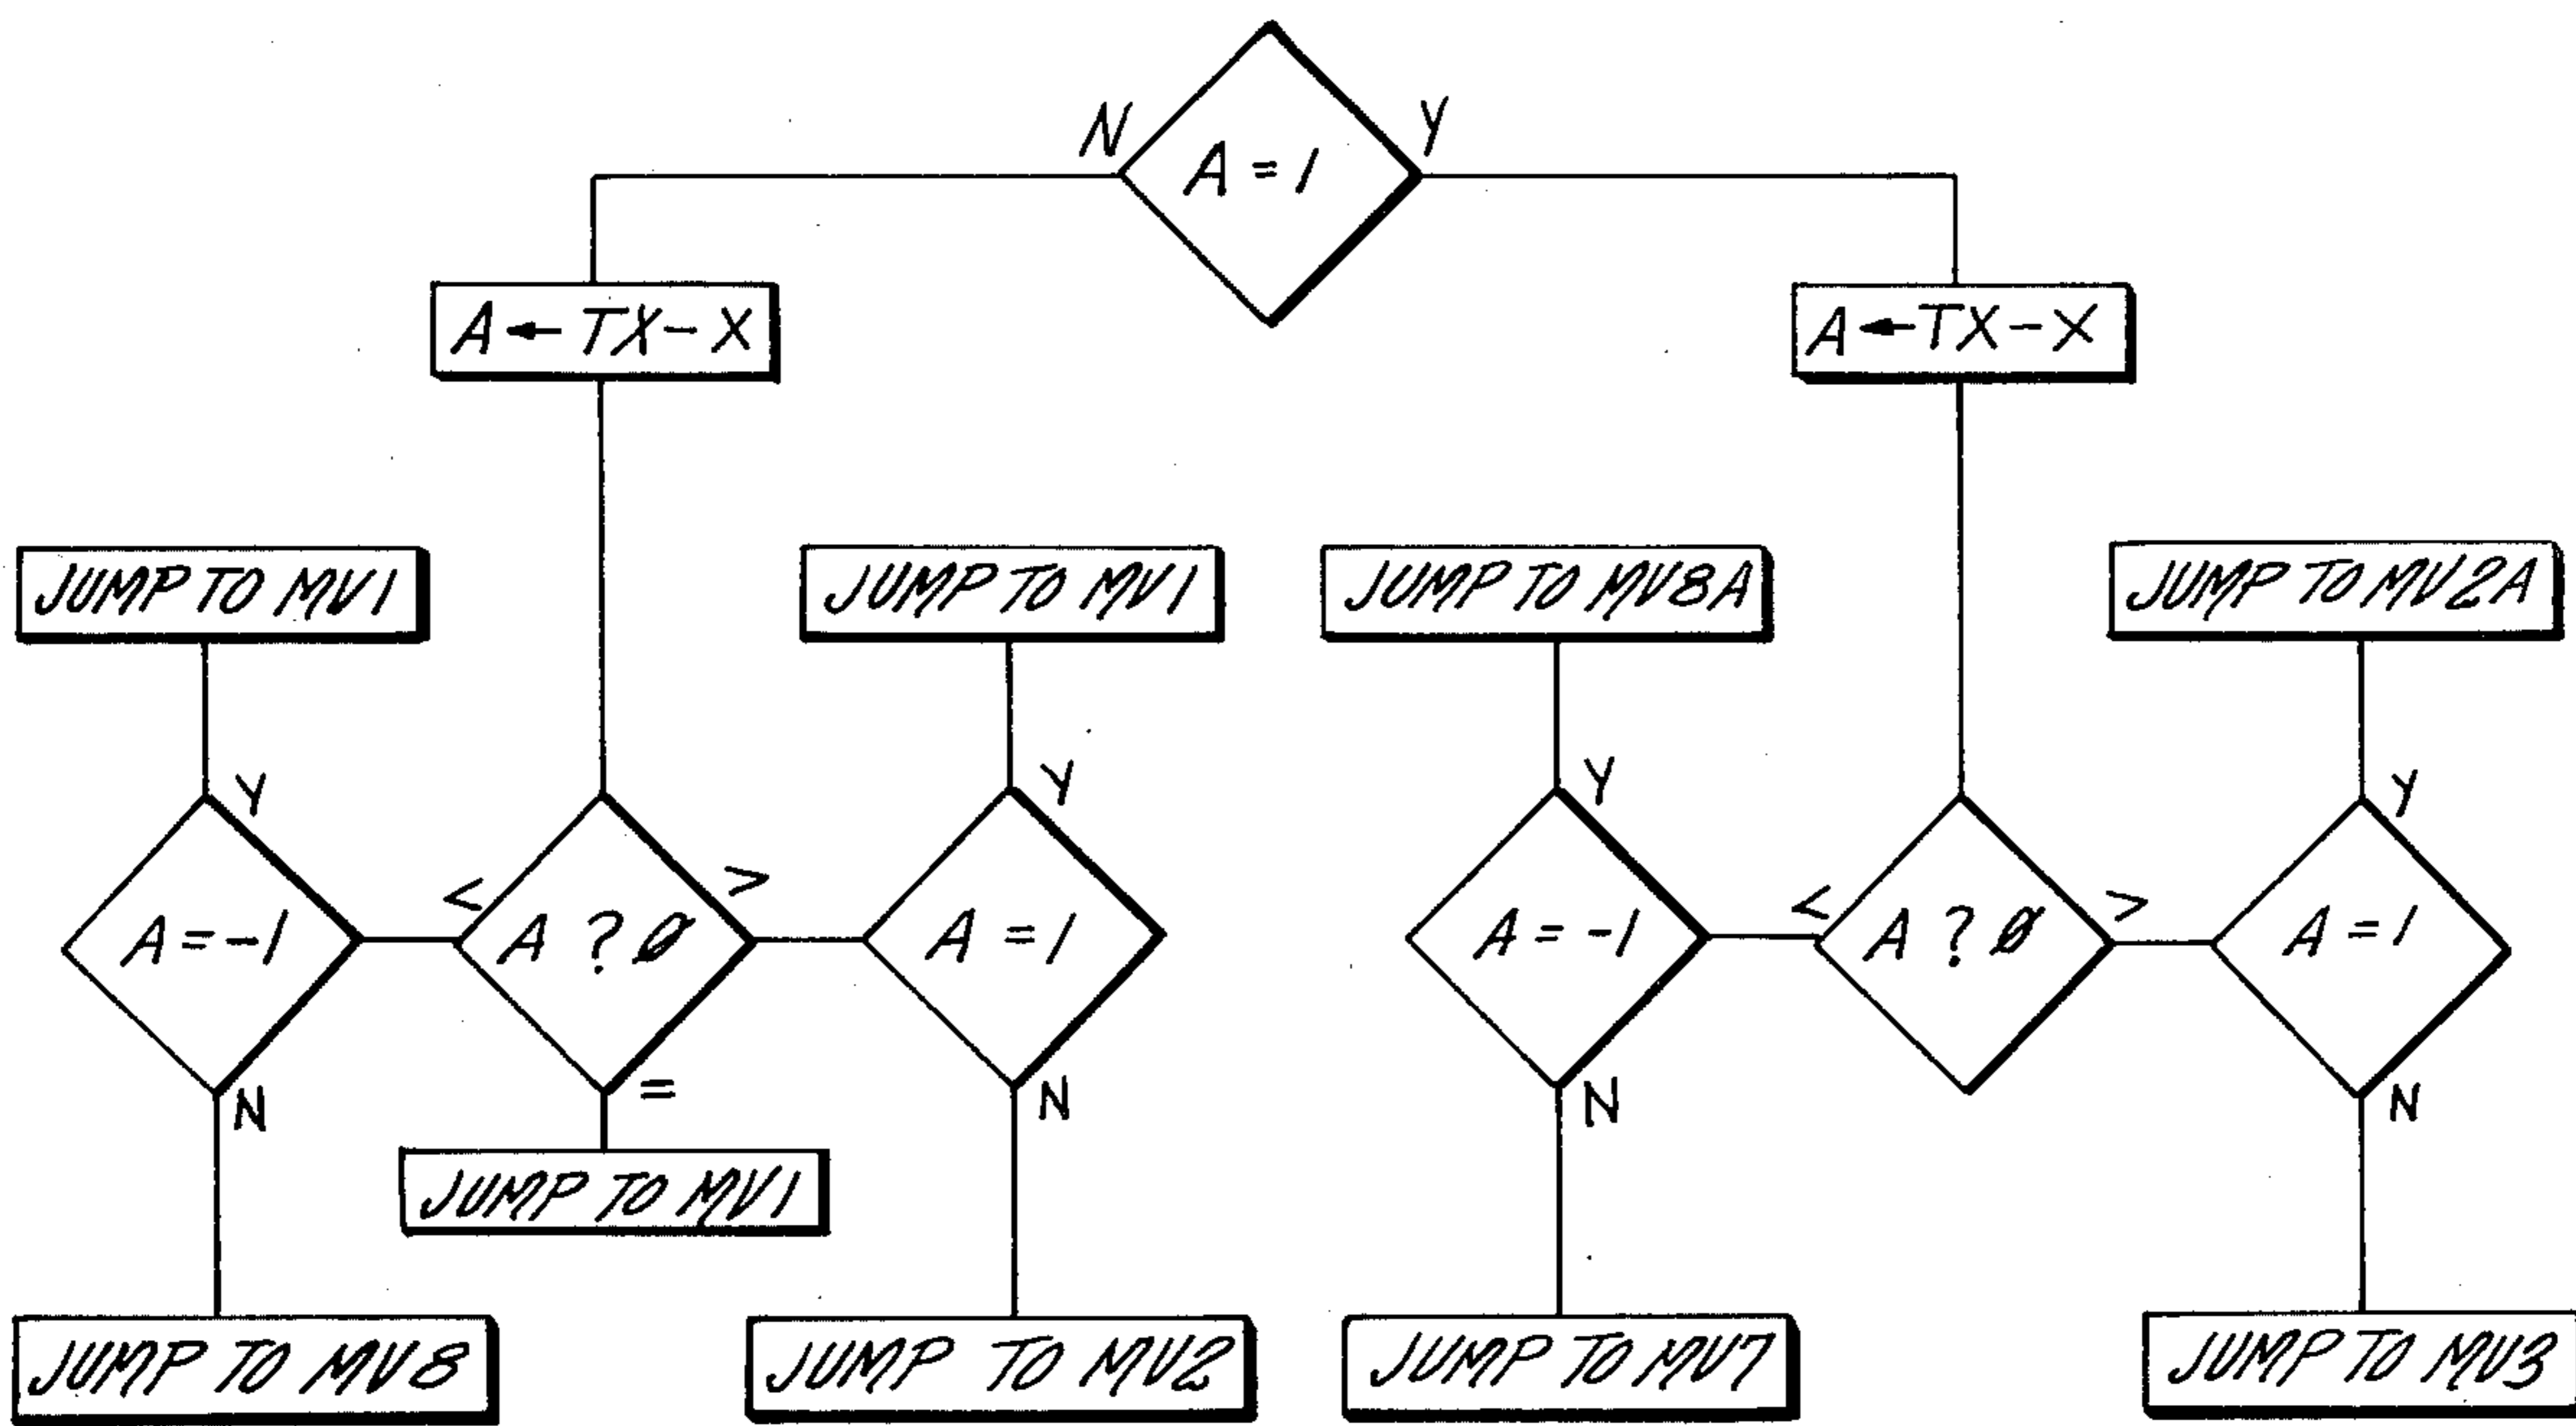 N
Y
A = 1
A ← TX - X
A ← TX - X
JUMP TO MV1
JUMP TO MV1
JUMP TO MV8A
JUMP TO MV2A
Y
Y
Y
Y
<
>
<
>
A = -1
A ? Ø
A = 1
A = -1
A ? Ø
A = 1
N
=
N
N
N
JUMP TO MV1
JUMP TO MV8
JUMP TO MV2
JUMP TO MV7
JUMP TO MV3